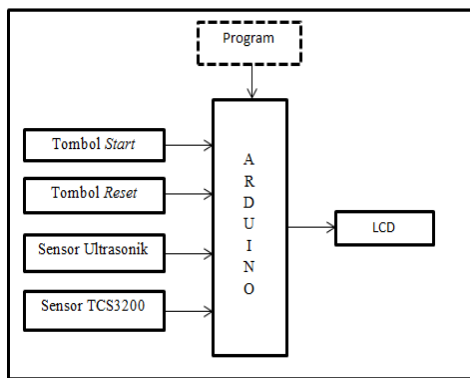 Program
Tombol Start
Tombol Reset
Sensor Ultrasonik
Sensor TCS3200
A
R
D
U
I
N
O
LCD